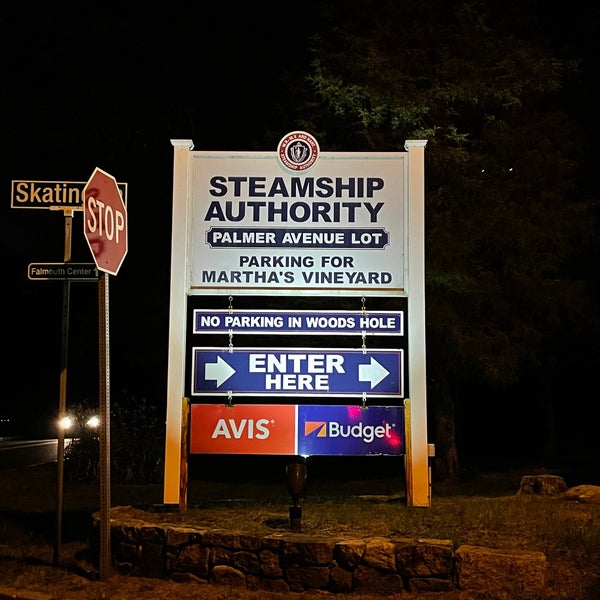 Skating
STOP
Falmouth Center
STEAMSHIP
AUTHORITY
PALMER AVENUE LOT
PARKING FOR
MARTHA'S VINEYARD
NO PARKING IN WOODS HOLE
ENTER
HERE
AVIS
Budget